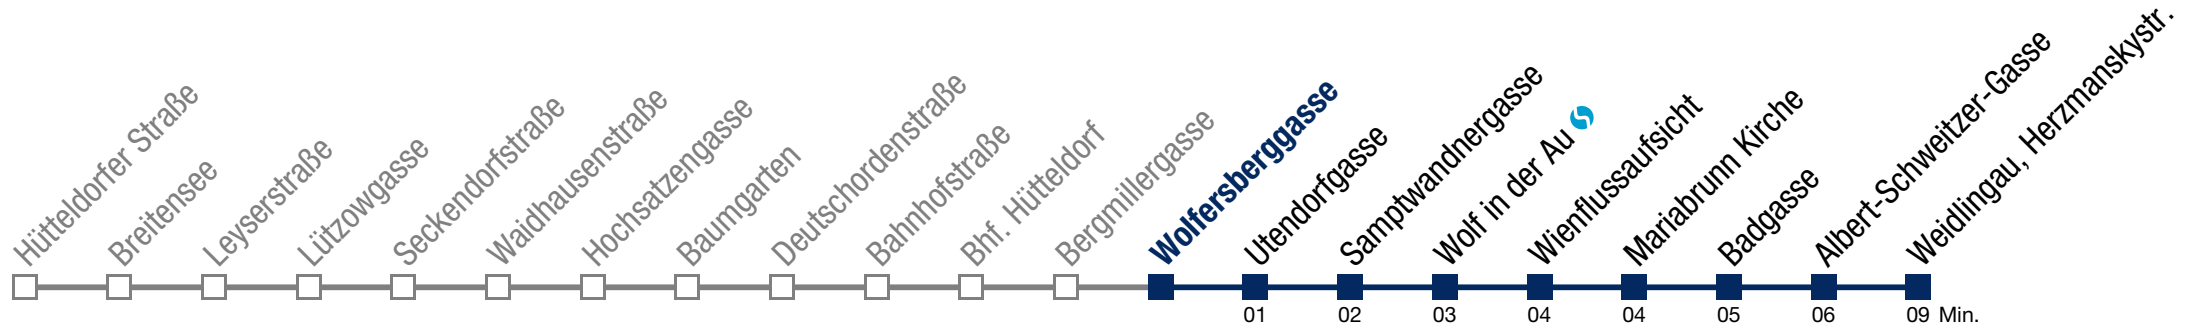 Hütteldorfer Straße
Breitensee
Leyserstraße
Lützowgasse
Seckendorfstraße
Waidhausenstraße
Hochsatzengasse
Baumgarten
Deutschordenstraße
Bahnhofstraße
Bhf. Hütteldorf
Bergmillergasse
Wolfersberggasse
Utendorfgasse
Samptwandnergasse
Wolf in der Au
Wienflussaufsicht
Mariabrunn Kirche
Badgasse
Albert-Schweitzer-Gasse
Weidlingau, Herzmanskystr.
01 02 03 04 04 05 06 09 Min.